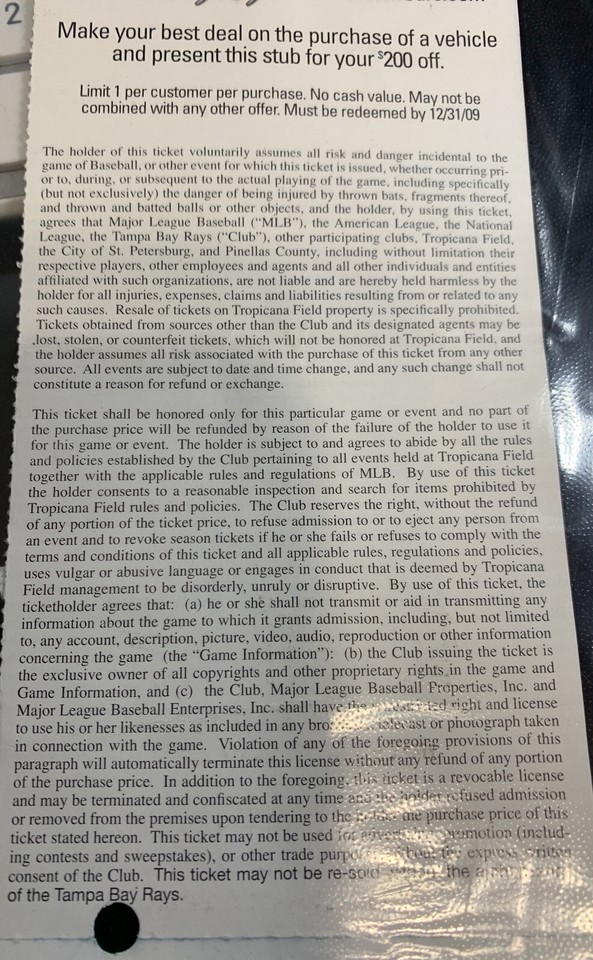 2
Make your best deal on the purchase of a vehicle
and present this stub for your $200 off.
Limit 1 per customer per purchase. No cash value. May not be
combined with any other offer. Must be redeemed by 12/31/09
The holder of this ticket voluntarily assumes all risk and danger incidental to the
game of Baseball, or other event for which this ticket is issued, whether occurring pri-
or to, during, or subsequent to the actual playing of the game, including specifically
(but not exclusively) the danger of being injured by thrown bats, fragments thereof,
and thrown and batted balls or other objects, and the holder, by using this ticket,
agrees that Major League Baseball ("MLB"), the American League, the National
League, the Tampa Bay Rays ("Club"), other participating clubs, Tropicana Field,
the City of St. Petersburg, and Pinellas County, including without limitation their
respective players, other employees and agents and all other individuals and entities
affiliated with such organizations, are not liable and are hereby held harmless by the
holder for all injuries, expenses, claims and liabilities resulting from or related to any
such causes. Resale of tickets on Tropicana Field property is specifically prohibited.
Tickets obtained from sources other than the Club and its designated agents may be
lost, stolen, or counterfeit tickets, which will not be honored at Tropicana Field, and
the holder assumes all risk associated with the purchase of this ticket from any other
source. All events are subject to date and time change, and any such change shall not
constitute a reason for refund or exchange.
This ticket shall be honored only for this particular game or event and no part of
the purchase price will be refunded by reason of the failure of the holder to use it
for this game or event. The holder is subject to and agrees to abide by all the rules
and policies established by the Club pertaining to all events held at Tropicana Field
together with the applicable rules and regulations of MLB. By use of this ticket
the holder consents to a reasonable inspection and search for items prohibited by
Tropicana Field rules and policies. The Club reserves the right, without the refund
of any portion of the ticket price, to refuse admission to or to eject any person from
an event and to revoke season tickets if he or she fails or refuses to comply with the
terms and conditions of this ticket and all applicable rules, regulations and policies,
uses vulgar or abusive language or engages in conduct that is deemed by Tropicana
Field management to be disorderly, unruly or disruptive. By use of this ticket, the
ticketholder agrees that: (a) he or she shall not transmit or aid in transmitting any
information about the game to which it grants admission, including, but not limited
to, any account, description, picture, video, audio, reproduction or other information
concerning the game (the "Game Information"): (b) the Club issuing the ticket is
the exclusive owner of all copyrights and other proprietary rights in the game and
Game Information, and (c) the Club, Major League Baseball Properties, Inc. and
Major League Baseball Enterprises, Inc. shall have the right and license
to use his or her likenesses as included in any or photograph taken
in connection with the game. Violation of any of the foregoing provisions of this
paragraph will automatically terminate this license without any refund of any portion
of the purchase price. In addition to the foregoing, this ticket is a revocable license
and may be terminated and confiscated at any time and the holder refused admission
or removed from the premises upon tendering to the purchase price of this
ticket stated hereon. This ticket may not be used for promotion (includ-
ing contests and sweepstakes), or other trade express written
consent of the Club. This ticket may not be re-sold the
of the Tampa Bay Rays.